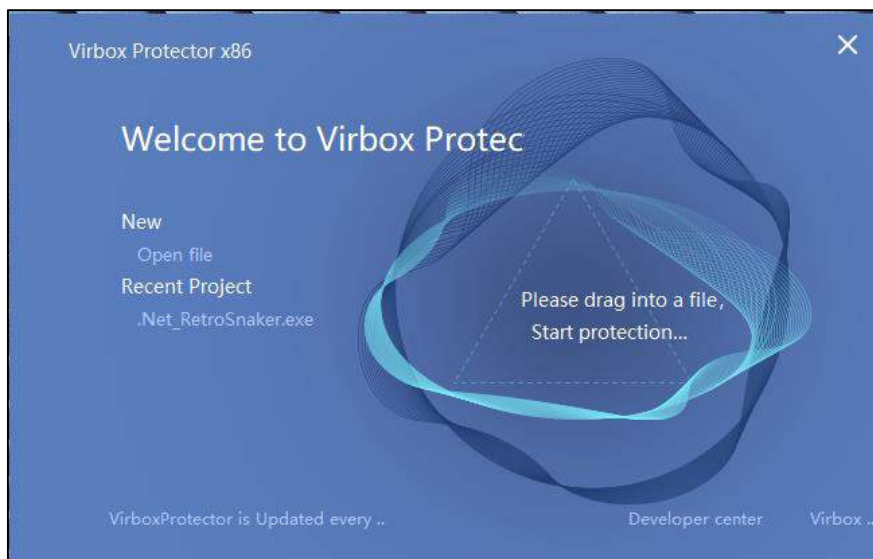 Virbox Protector x86
Welcome to Virbox Protec
New
Open file
Recent Project
.Net_RetroSnaker.exe
Please drag into a file,
Start protection...
VirboxProtector is Updated every ..
Developer center
Virbox ..